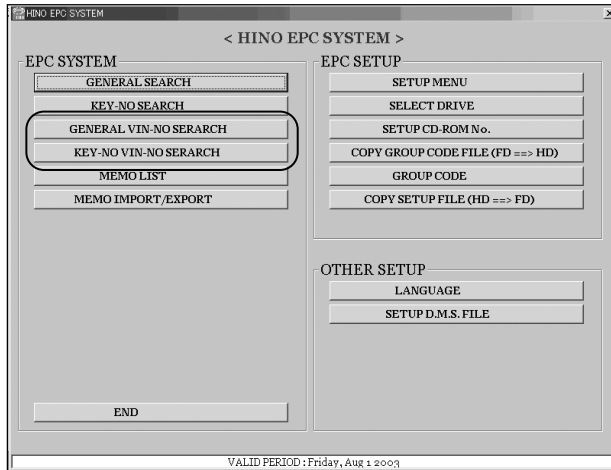 HINO EPC SYSTEM
< HINO EPC SYSTEM >
EPC SYSTEM
GENERAL SEARCH
KEY-NO SEARCH
GENERAL VIN-NO SERARCH
KEY-NO VIN-NO SERARCH
MEMO LIST
MEMO IMPORT/EXPORT
END
EPC SETUP
SETUP MENU
SELECT DRIVE
SETUP CD-ROM No.
COPY GROUP CODE FILE (FD ==> HD)
GROUP CODE
COPY SETUP FILE (HD ==> FD)
OTHER SETUP
LANGUAGE
SETUP D.M.S. FILE
VALID PERIOD : Friday, Aug 1 2003